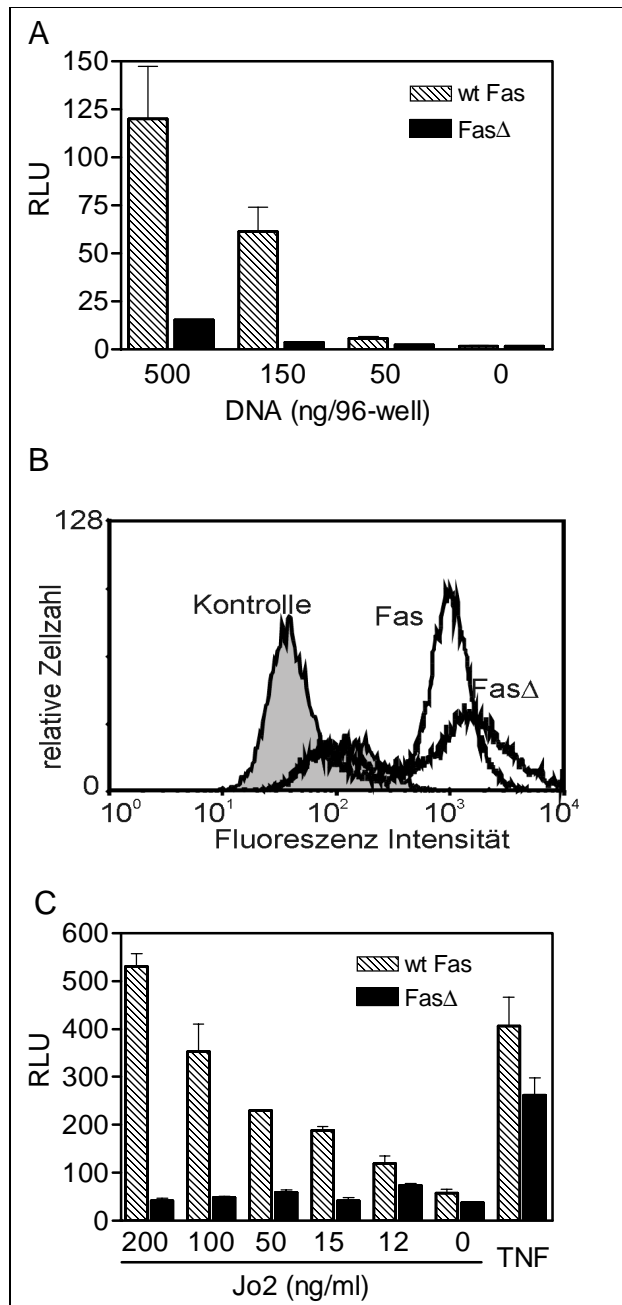 A
150
125
100
75
50
25
0
RLU
wt Fas
FasΔ
500 150 50 0
DNA (ng/96-well)
B
128
0
relative Zellzahl
Kontrolle
Fas
FasΔ
10⁰ 10¹ 10² 10³ 10⁴
Fluoreszenz Intensität
C
600
500
400
300
200
100
0
RLU
wt Fas
FasΔ
200 100 50 15 12 0 TNF
Jo2 (ng/ml)